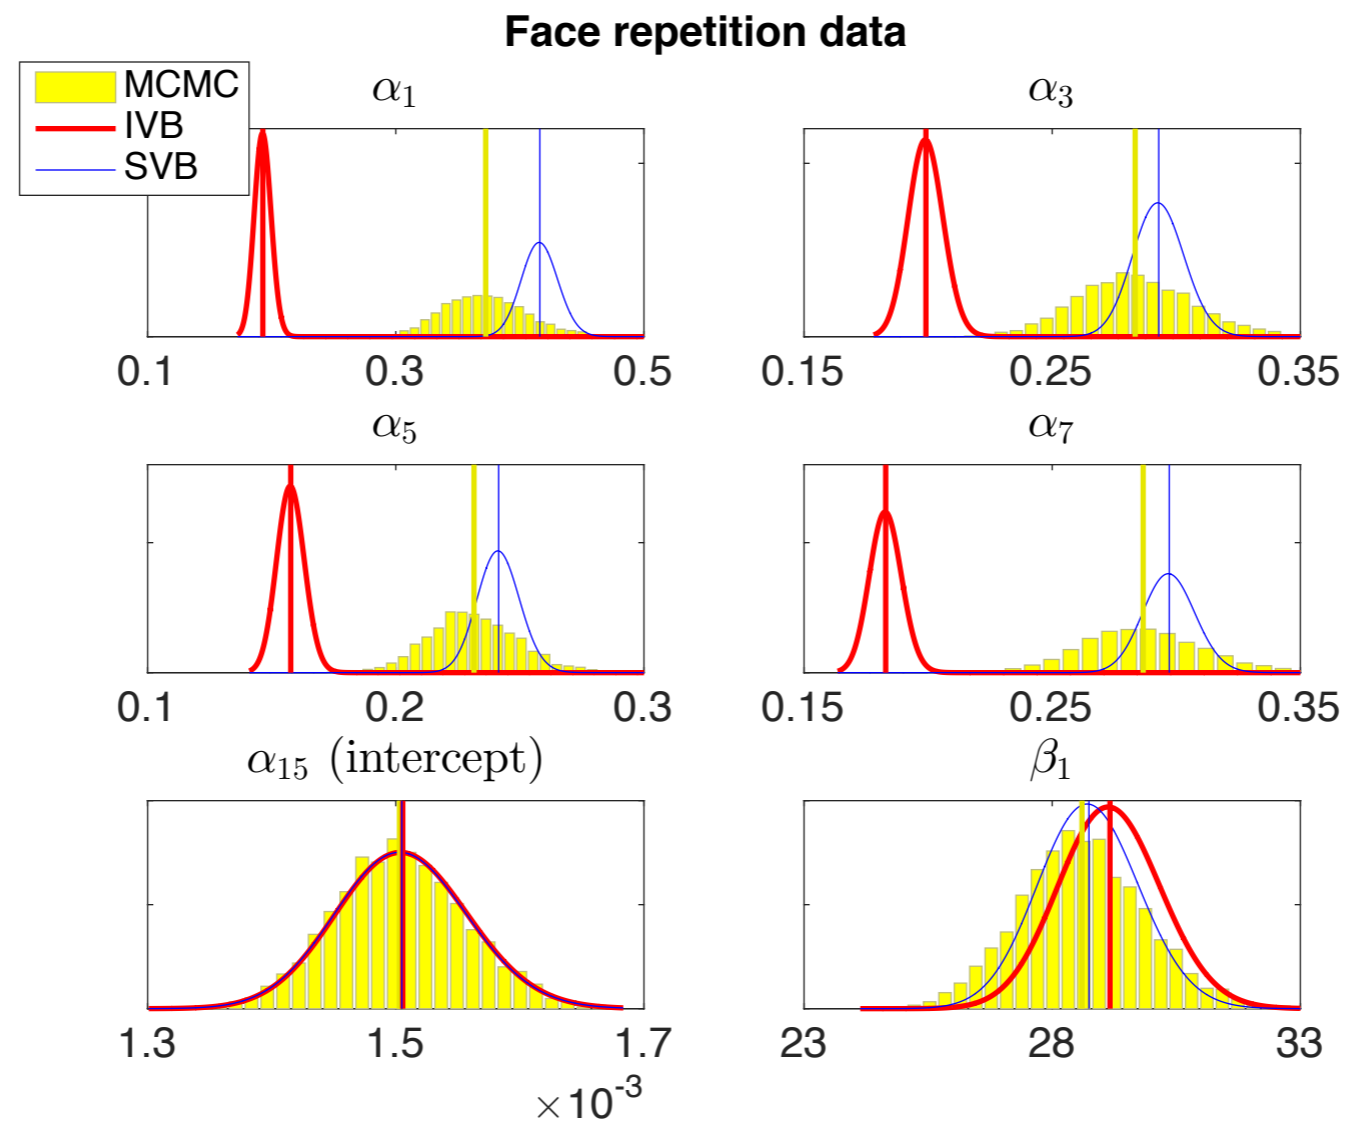 Face repetition data
MCMC
IVB
SVB
α₁
α₃
0.1 0.3 0.5
0.15 0.25 0.35
α₅
α₇
0.1 0.2 0.3
0.15 0.25 0.35
α₁₅ (intercept)
β₁
1.3 1.5 1.7
×10⁻³
23 28 33